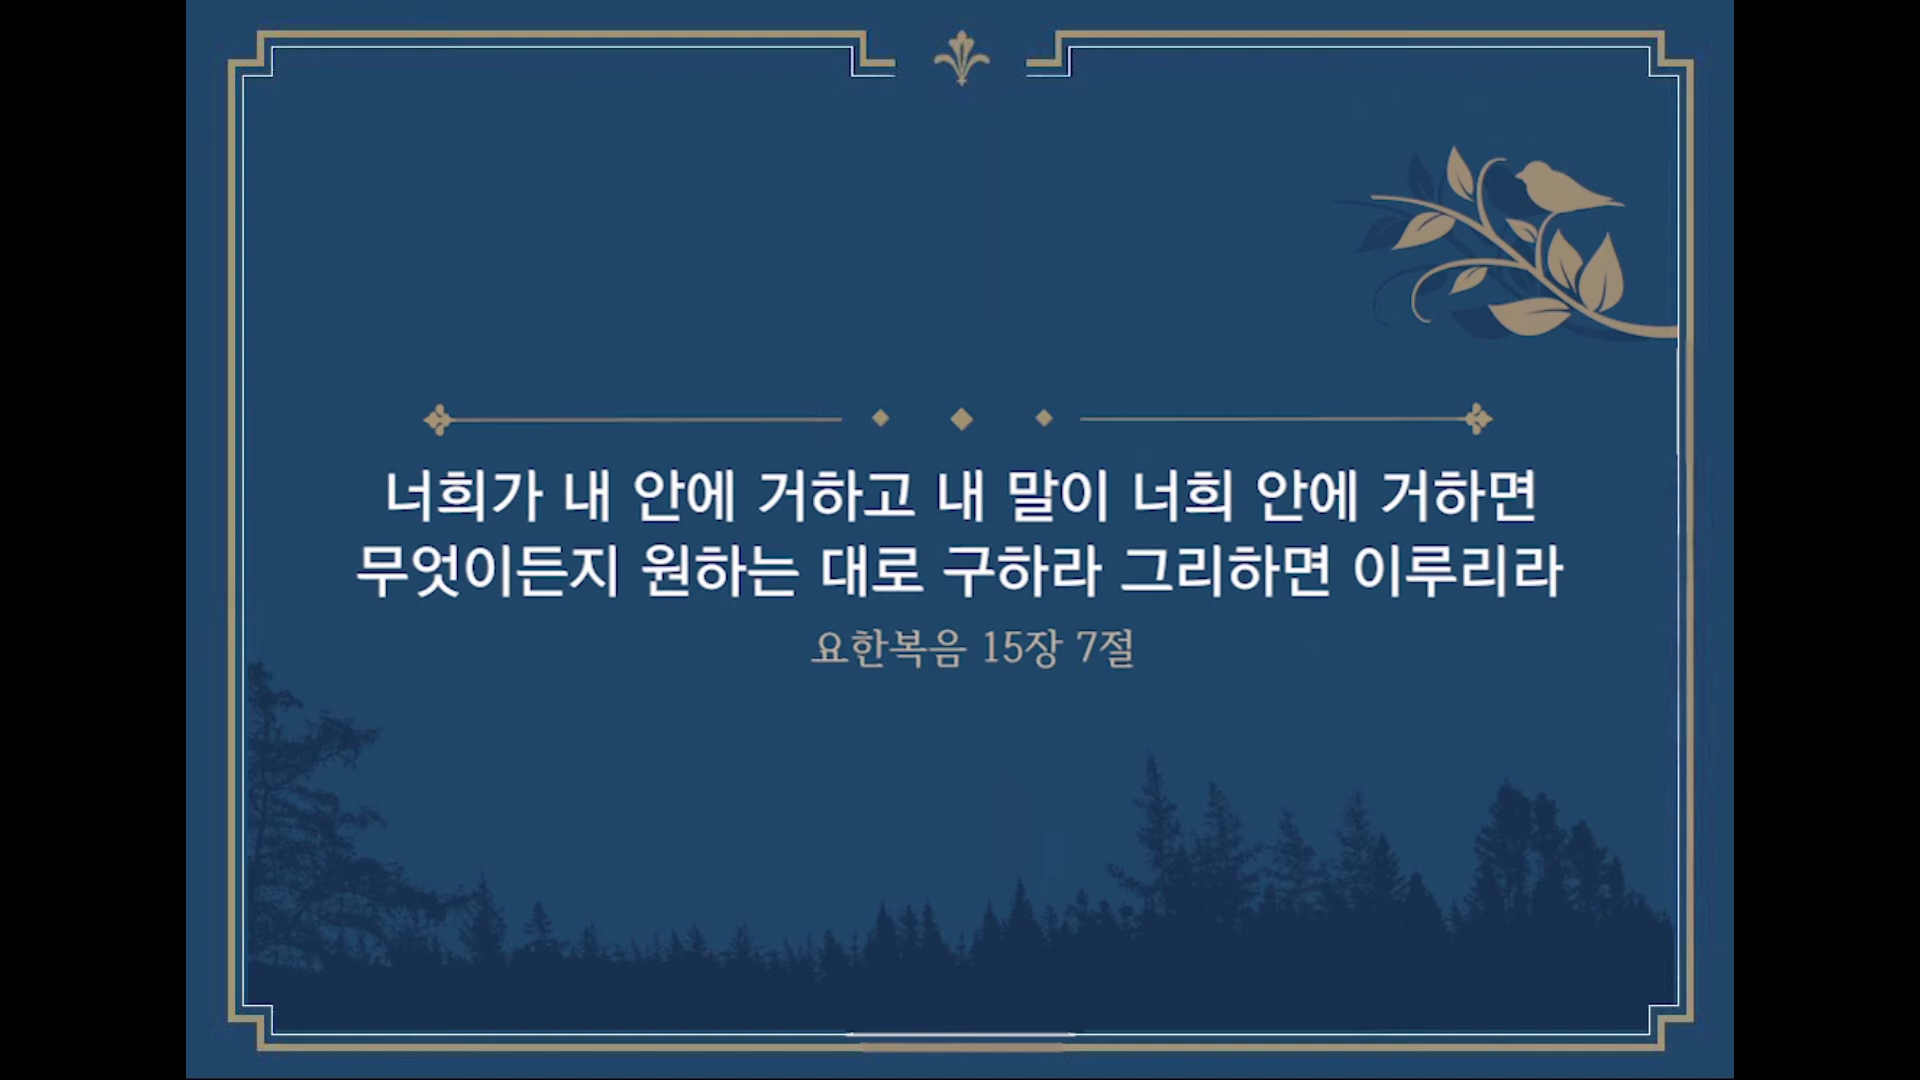 너희가 내 안에 거하고 내 말이 너희 안에 거하면
무엇이든지 원하는 대로 구하라 그리하면 이루리라
요한복음 15장 7절